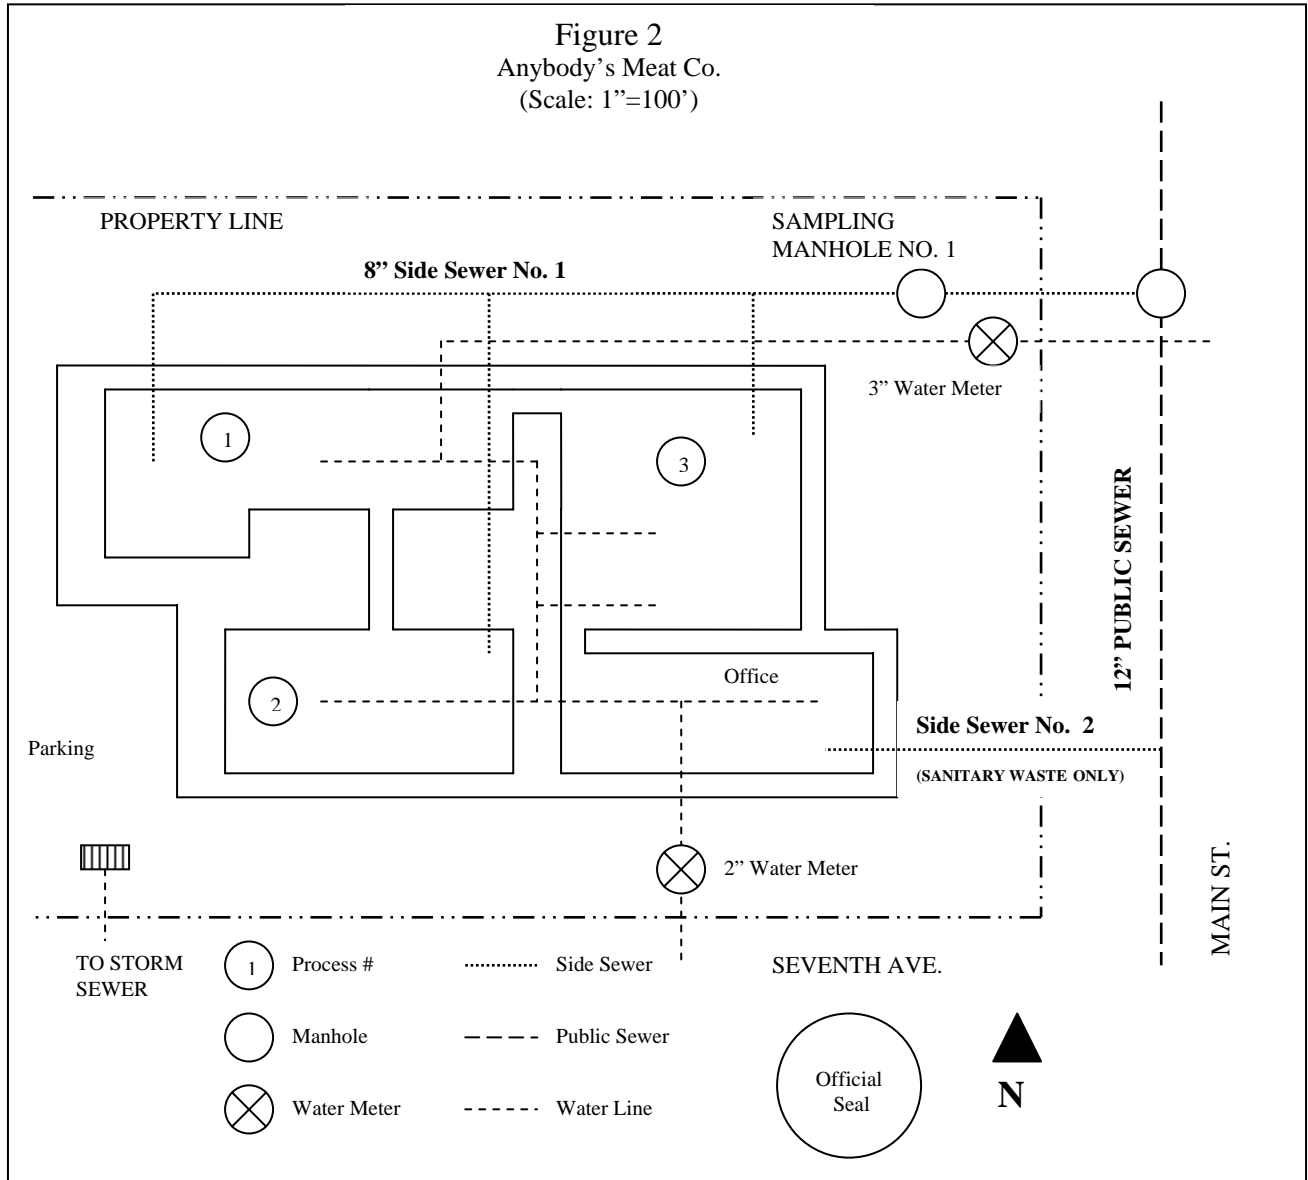 Figure 2
Anybody’s Meat Co.
(Scale: 1”=100’)
PROPERTY LINE
SAMPLING
MANHOLE NO. 1
8” Side Sewer No. 1
3” Water Meter
1
3
12” PUBLIC SEWER
Office
2
Side Sewer No. 2
Parking
(SANITARY WASTE ONLY)
2” Water Meter
MAIN ST.
TO STORM
SEWER
1
Process #
Side Sewer
SEVENTH AVE.
Manhole
Public Sewer
Official
Seal
N
Water Meter
Water Line